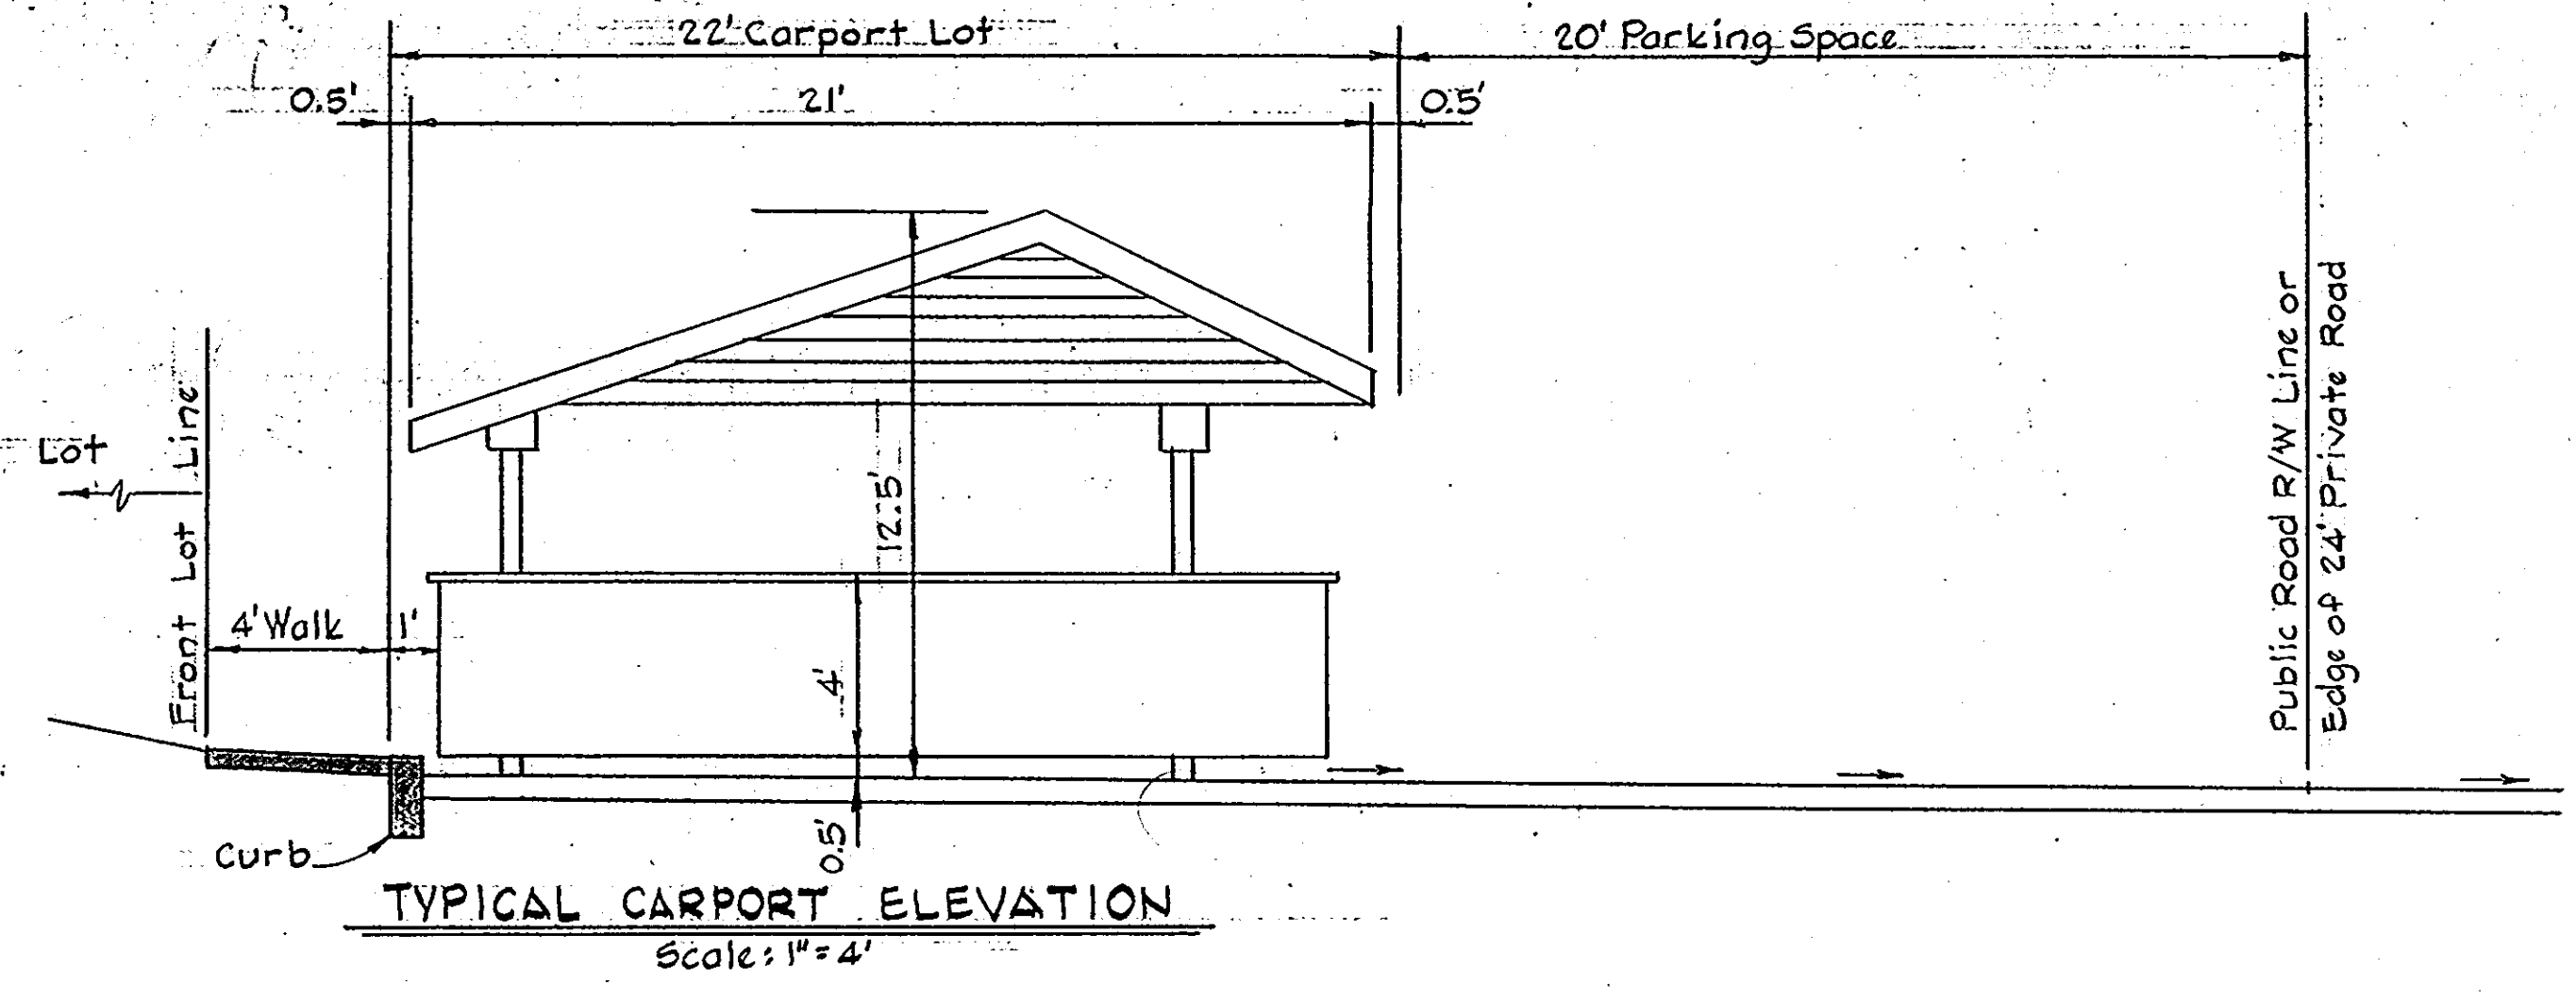 22' Carport Lot
20' Parking Space
0.5'
21'
0.5'
Lot
Front Lot Line
12.5'
Public Road R/W Line or
Edge of 24' Private Road
4' Walk
1'
4'
0.5'
Curb
TYPICAL CARPORT ELEVATION
Scale: 1" = 4'